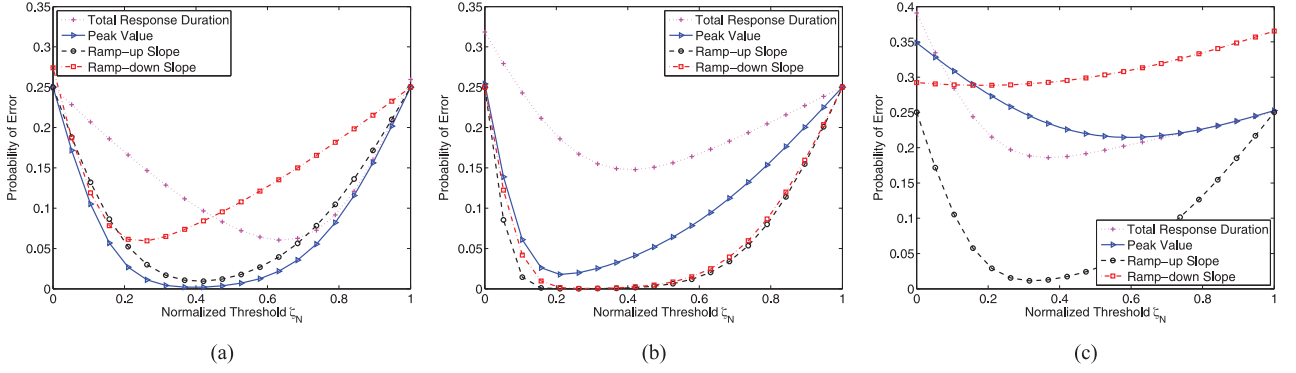 0.35
0.3
0.25
0.2
0.15
0.1
0.05
0
Probability of Error
Total Response Duration
Peak Value
Ramp−up Slope
Ramp−down Slope
0 0.2 0.4 0.6 0.8 1
Normalized Threshold ζN
(a)
0.35
0.3
0.25
0.2
0.15
0.1
0.05
0
Probability of Error
Total Response Duration
Peak Value
Ramp−up Slope
Ramp−down Slope
0 0.2 0.4 0.6 0.8 1
Normalized Threshold ζN
(b)
0.4
0.35
0.3
0.25
0.2
0.15
0.1
0.05
0
Probability of Error
Total Response Duration
Peak Value
Ramp−up Slope
Ramp−down Slope
0 0.2 0.4 0.6 0.8 1
Normalized Threshold ζN
(c)